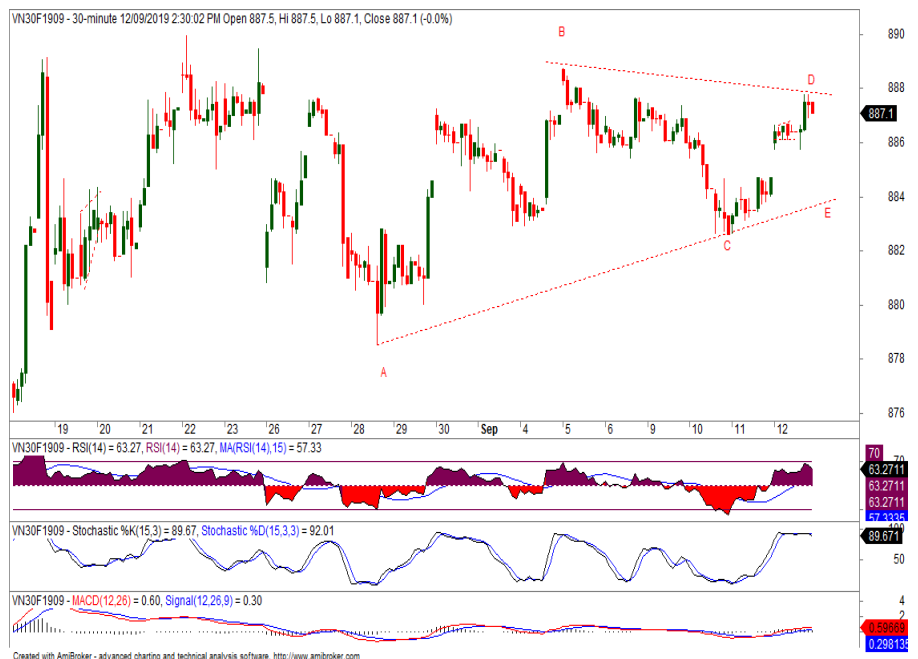 VN30F1909 - 30-minute 12/09/2019 2:30:02 PM Open 887.5, Hi 887.5, Lo 887.1, Close 887.1 (-0.0%)
890
B
D
888
887.1
886
884
E
C
882
880
878
A
876
19 20 21 22 23 26 27 28 29 30 Sep 4 5 6 9 10 11 12
VN30F1909 - RSI(14) = 63.27, RSI(14) = 63.27, MA(RSI(14),15) = 57.33
70
70
63.2711
63.2711
63.2711
57.3335
VN30F1909 - Stochastic %K(15,3) = 89.67, Stochastic %D(15,3,3) = 92.01
89.671
50
VN30F1909 - MACD(12,26) = 0.60, Signal(12,26,9) = 0.30
4
0.59669
0.298135
Created with AmiBroker - advanced charting and technical analysis software. http://www.amibroker.com